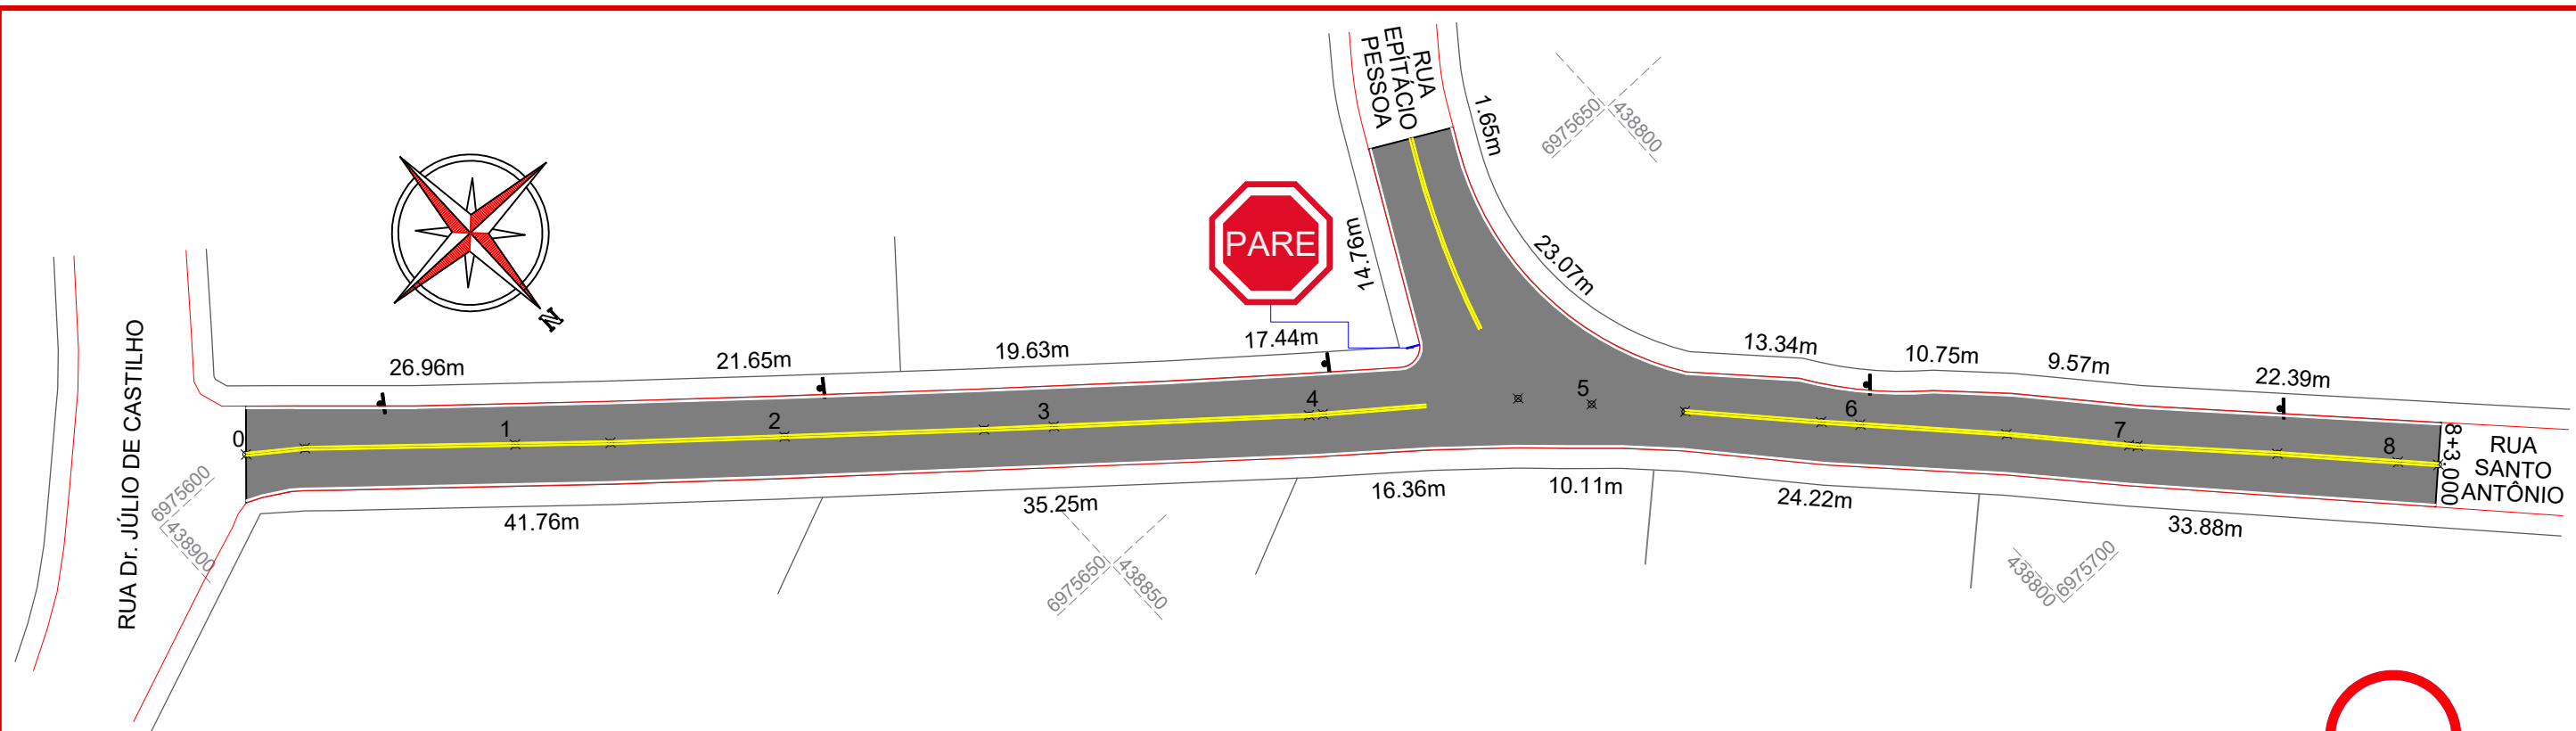 RUA
EPÍTÁCIO
PESSOA
1.65m
6975650
438800
14.76m
PARE
23.07m
N
RUA Dr. JÚLIO DE CASTILHO
26.96m
21.65m
19.63m
17.44m
13.34m
10.75m
9.57m
22.39m
0
1
2
3
4
5
6
7
8
8+3.000
RUA
SANTO
ANTÔNIO
6975600
438900
41.76m
35.25m
16.36m
10.11m
24.22m
33.88m
6975650
438850
438800
6975700